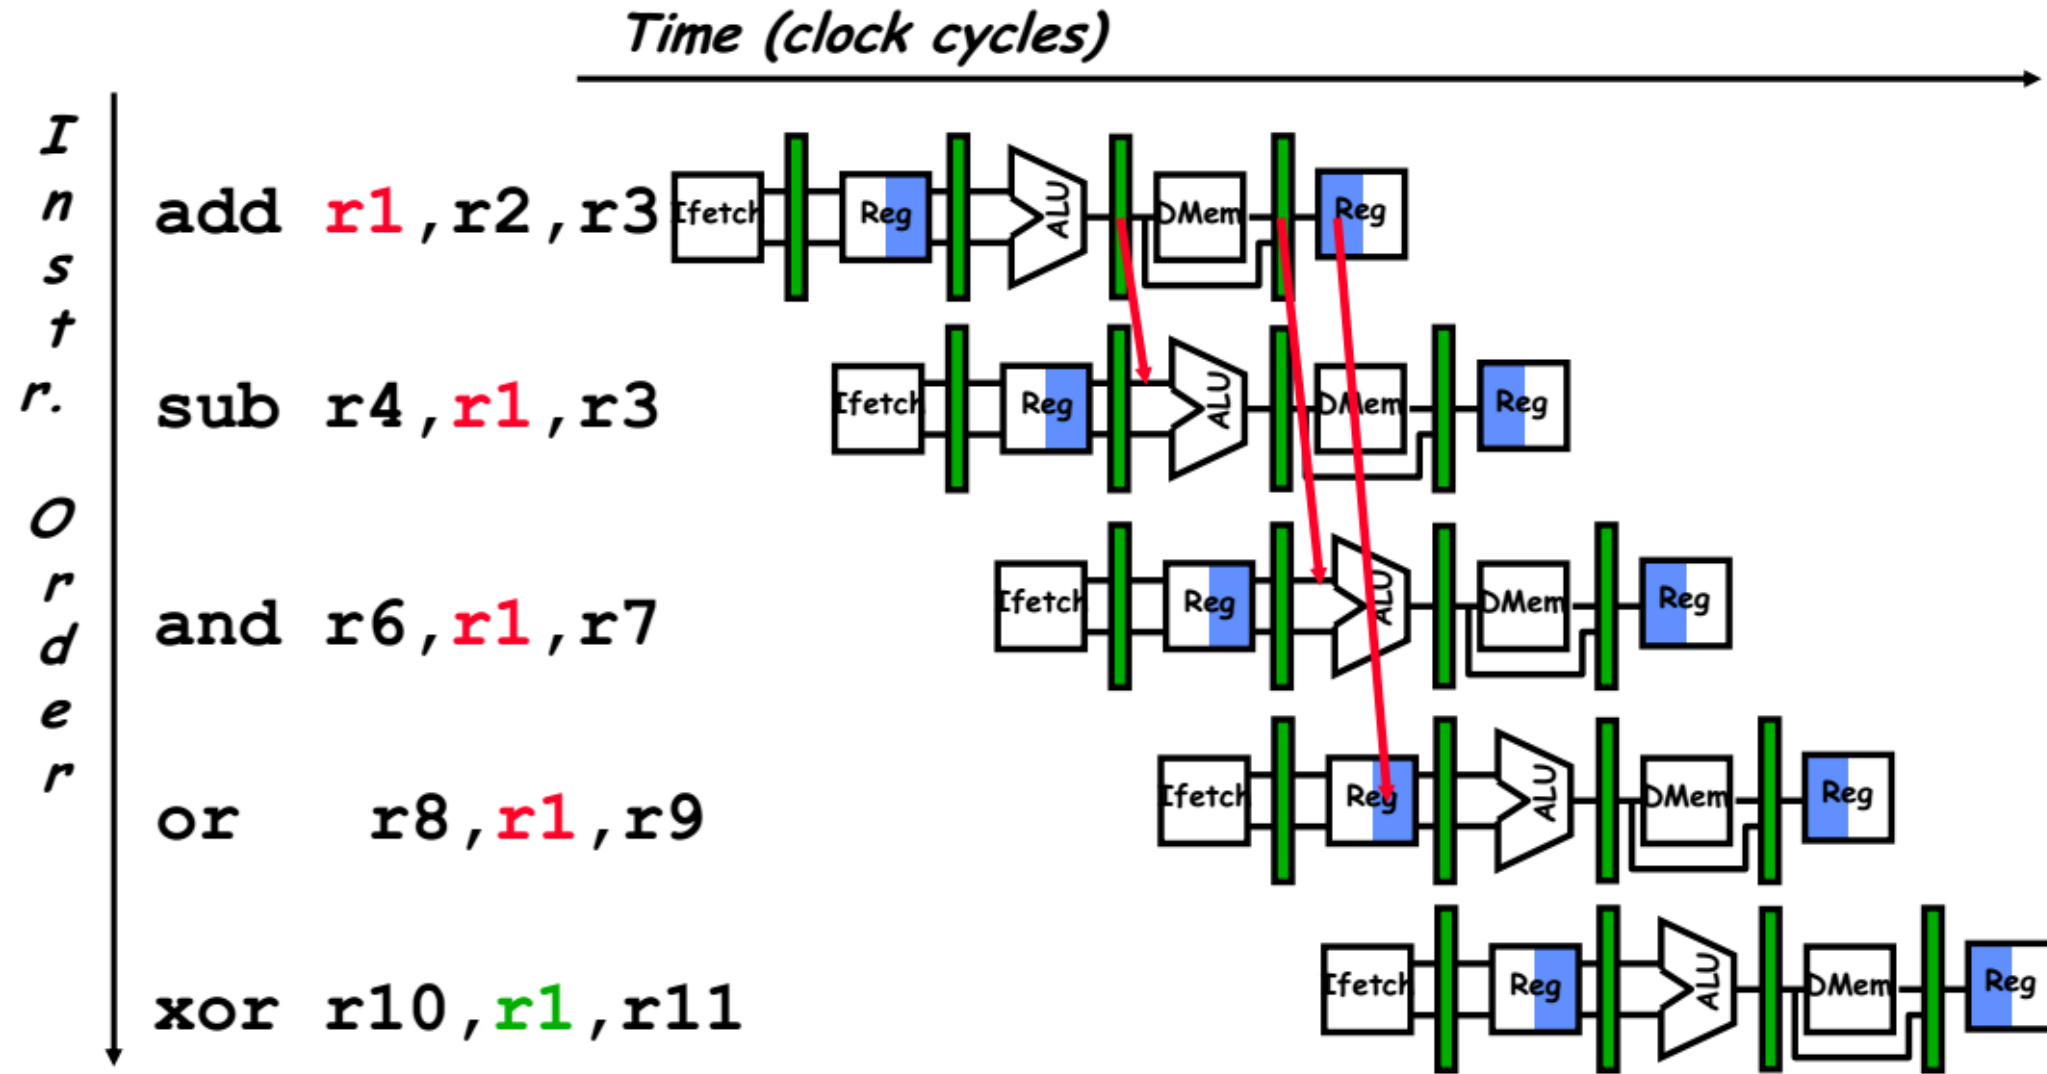 Time (clock cycles)
Instr. Order
add r1,r2,r3 Ifetch Reg ALU DMem Reg
sub r4,r1,r3 Ifetch Reg ALU DMem Reg
and r6,r1,r7 Ifetch Reg ALU DMem Reg
or r8,r1,r9 Ifetch Reg ALU DMem Reg
xor r10,r1,r11 Ifetch Reg ALU DMem Reg